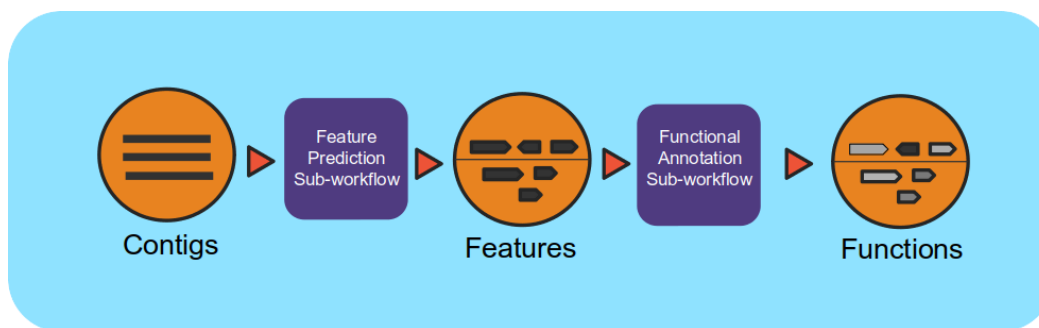 Contigs
Feature
Prediction
Sub-workflow
Features
Functional
Annotation
Sub-workflow
Functions